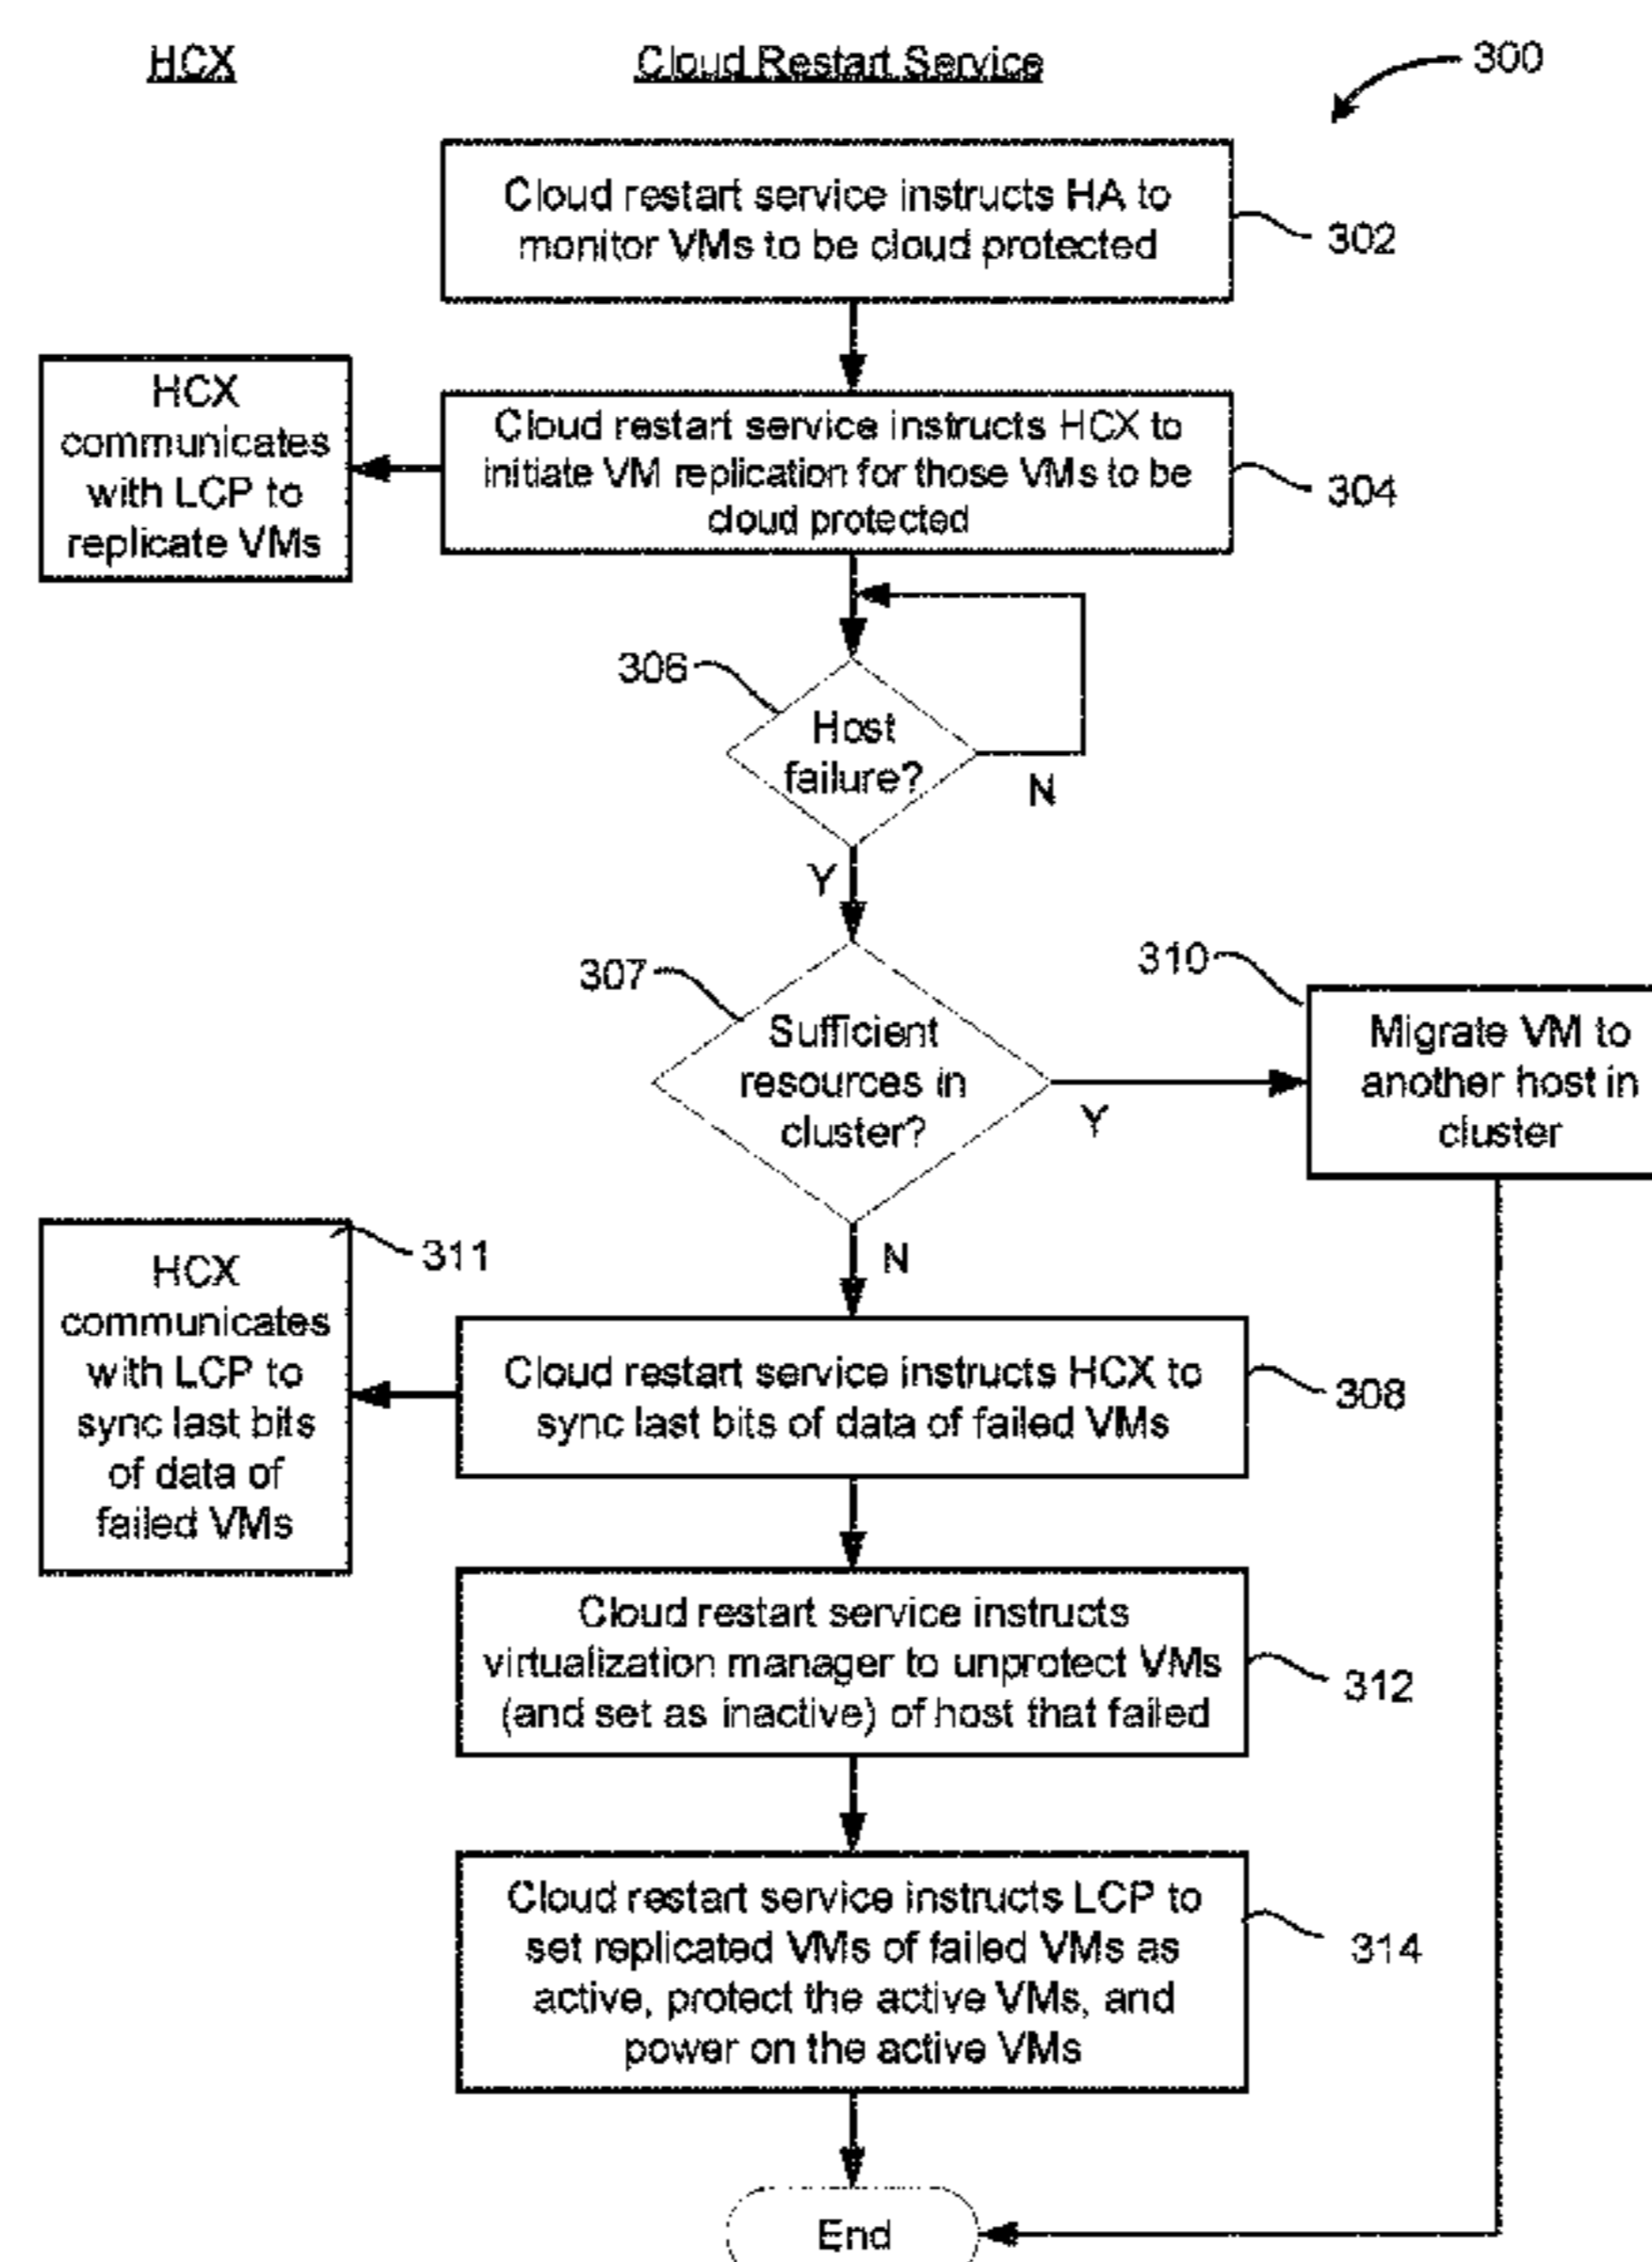 HCX
Cloud Restart Service
300
Cloud restart service instructs HA to
monitor VMs to be cloud protected
302
HCX
communicates
with LCP to
replicate VMs
Cloud restart service instructs HCX to
initiate VM replication for those VMs to be
cloud protected
304
306
Host
failure?
N
Y
307
Sufficient
resources in
cluster?
Y
310
Migrate VM to
another host in
cluster
N
311
HCX
communicates
with LCP to
sync last bits
of data of
failed VMs
Cloud restart service instructs HCX to
sync last bits of data of failed VMs
308
Cloud restart service instructs
virtualization manager to unprotect VMs
(and set as inactive) of host that failed
312
Cloud restart service instructs LCP to
set replicated VMs of failed VMs as
active, protect the active VMs, and
power on the active VMs
314
End